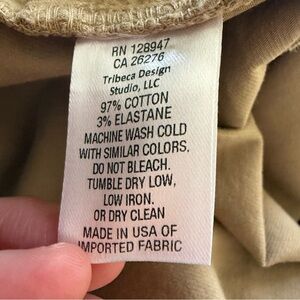 RN 128947
CA 26276
Tribeca Design
Studio, LLC
97% COTTON
3% ELASTANE
MACHINE WASH COLD
WITH SIMILAR COLORS.
DO NOT BLEACH.
TUMBLE DRY LOW,
LOW IRON.
OR DRY CLEAN
MADE IN USA OF
IMPORTED FABRIC